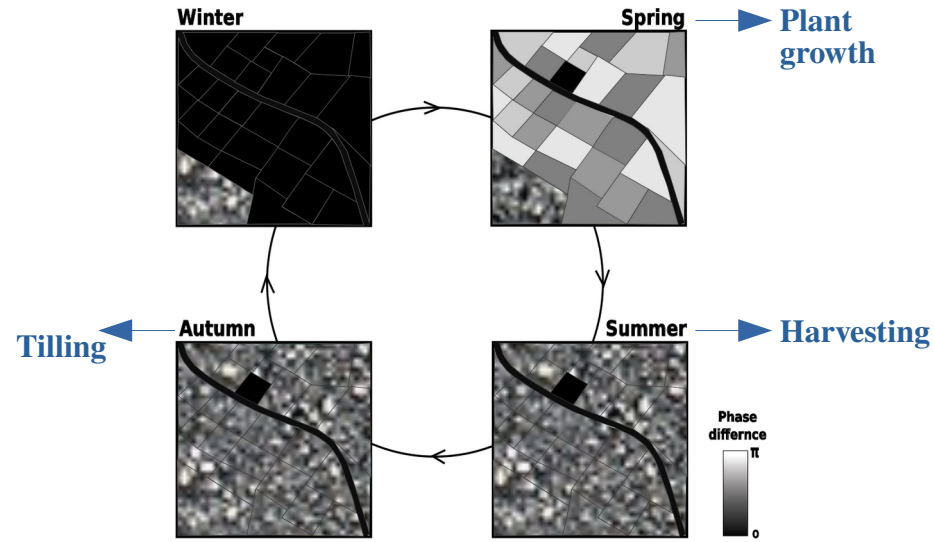 Winter
Spring
Plant
growth
Tilling
Autumn
Summer
Harvesting
Phase
differnce
π
0